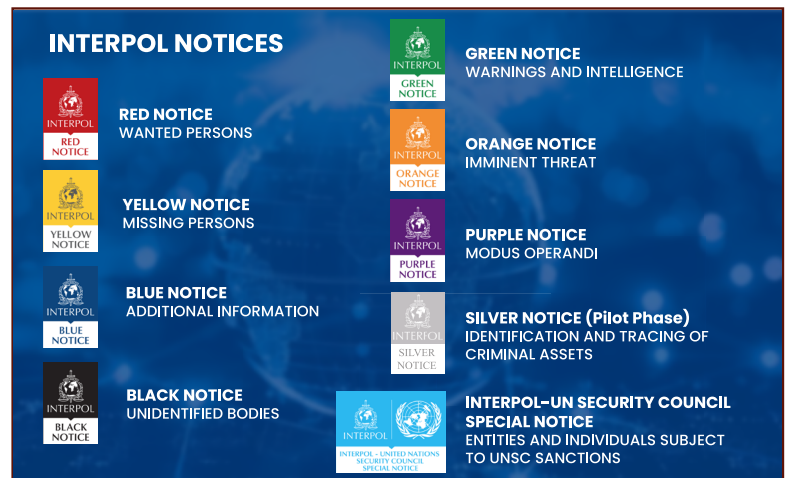 INTERPOL NOTICES
INTERPOL
RED
NOTICE
RED NOTICE
WANTED PERSONS
INTERPOL
YELLOW
NOTICE
YELLOW NOTICE
MISSING PERSONS
INTERPOL
BLUE
NOTICE
BLUE NOTICE
ADDITIONAL INFORMATION
INTERPOL
BLACK
NOTICE
BLACK NOTICE
UNIDENTIFIED BODIES
INTERPOL
GREEN
NOTICE
GREEN NOTICE
WARNINGS AND INTELLIGENCE
INTERPOL
ORANGE
NOTICE
ORANGE NOTICE
IMMINENT THREAT
INTERPOL
PURPLE
NOTICE
PURPLE NOTICE
MODUS OPERANDI
INTERPOL
SILVER
NOTICE
SILVER NOTICE (Pilot Phase)
IDENTIFICATION AND TRACING OF
CRIMINAL ASSETS
INTERPOL
INTERPOL - UNITED NATIONS
SECURITY COUNCIL
SPECIAL NOTICE
INTERPOL-UN SECURITY COUNCIL
SPECIAL NOTICE
ENTITIES AND INDIVIDUALS SUBJECT
TO UNSC SANCTIONS